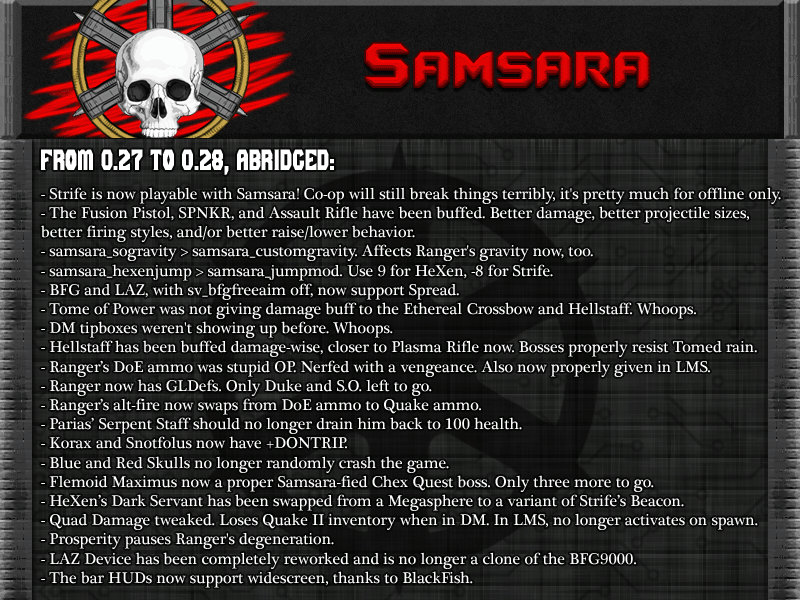 SAMSARA
FROM 0.27 TO 0.28, ABRIDGED:
- Strife is now playable with Samsara! Co-op will still break things terribly, it's pretty much for offline only.
- The Fusion Pistol, SPNKR, and Assault Rifle have been buffed. Better damage, better projectile sizes,
better firing styles, and/or better raise/lower behavior.
- samsara_sogravity > samsara_customgravity. Affects Ranger's gravity now, too.
- samsara_hexenjump > samsara_jumpmod. Use 9 for HeXen, -8 for Strife.
- BFG and LAZ, with sv_bfgfreeaim off, now support Spread.
- Tome of Power was not giving damage buff to the Ethereal Crossbow and Hellstaff. Whoops.
- DM tipboxes weren't showing up before. Whoops.
- Hellstaff has been buffed damage-wise, closer to Plasma Rifle now. Bosses properly resist Tomed rain.
- Ranger's DoE ammo was stupid OP. Nerfed with a vengeance. Also now properly given in LMS.
- Ranger now has GLDefs. Only Duke and S.O. left to go.
- Ranger's alt-fire now swaps from DoE ammo to Quake ammo.
- Parias' Serpent Staff should no longer drain him back to 100 health.
- Korax and Snotfolus now have +DONTRIP.
- Blue and Red Skulls no longer randomly crash the game.
- Flemoid Maximus now a proper Samsara-fied Chex Quest boss. Only three more to go.
- HeXen's Dark Servant has been swapped from a Megasphere to a variant of Strife's Beacon.
- Quad Damage tweaked. Loses Quake II inventory when in DM. In LMS, no longer activates on spawn.
- Prosperity pauses Ranger's degeneration.
- LAZ Device has been completely reworked and is no longer a clone of the BFG9000.
- The bar HUDs now support widescreen, thanks to BlackFish.